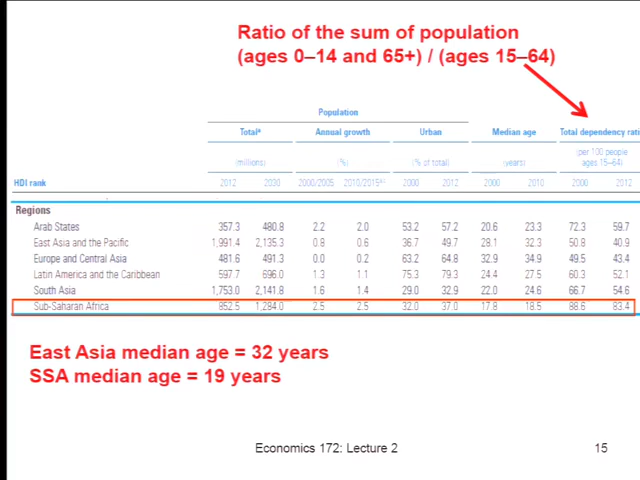 Ratio of the sum of population
(ages 0–14 and 65+) / (ages 15–64)
Population
Totalᵃ Annual growth Urban Median age Total dependency rati
(millions) (%) (% of total) (years) (per 100 people
ages 15–64)
HDI rank 2012 2030 2000/2005 2010/2015 2000 2012 2000 2010 2000 2012
Regions
Arab States 357.3 480.8 2.2 2.0 53.2 57.2 20.6 23.3 72.3 59.7
East Asia and the Pacific 1,991.4 2,135.3 0.8 0.6 36.7 49.7 28.1 32.3 50.8 40.9
Europe and Central Asia 481.6 491.3 0.0 0.2 63.2 64.8 32.9 34.9 49.5 43.4
Latin America and the Caribbean 597.7 696.0 1.3 1.1 75.3 79.3 24.4 27.5 60.3 52.1
South Asia 1,753.0 2,141.8 1.6 1.4 29.0 32.9 22.0 24.6 66.7 54.6
Sub-Saharan Africa 852.5 1,284.0 2.5 2.5 32.0 37.0 17.8 18.5 88.6 83.4
East Asia median age = 32 years
SSA median age = 19 years
Economics 172: Lecture 2 15